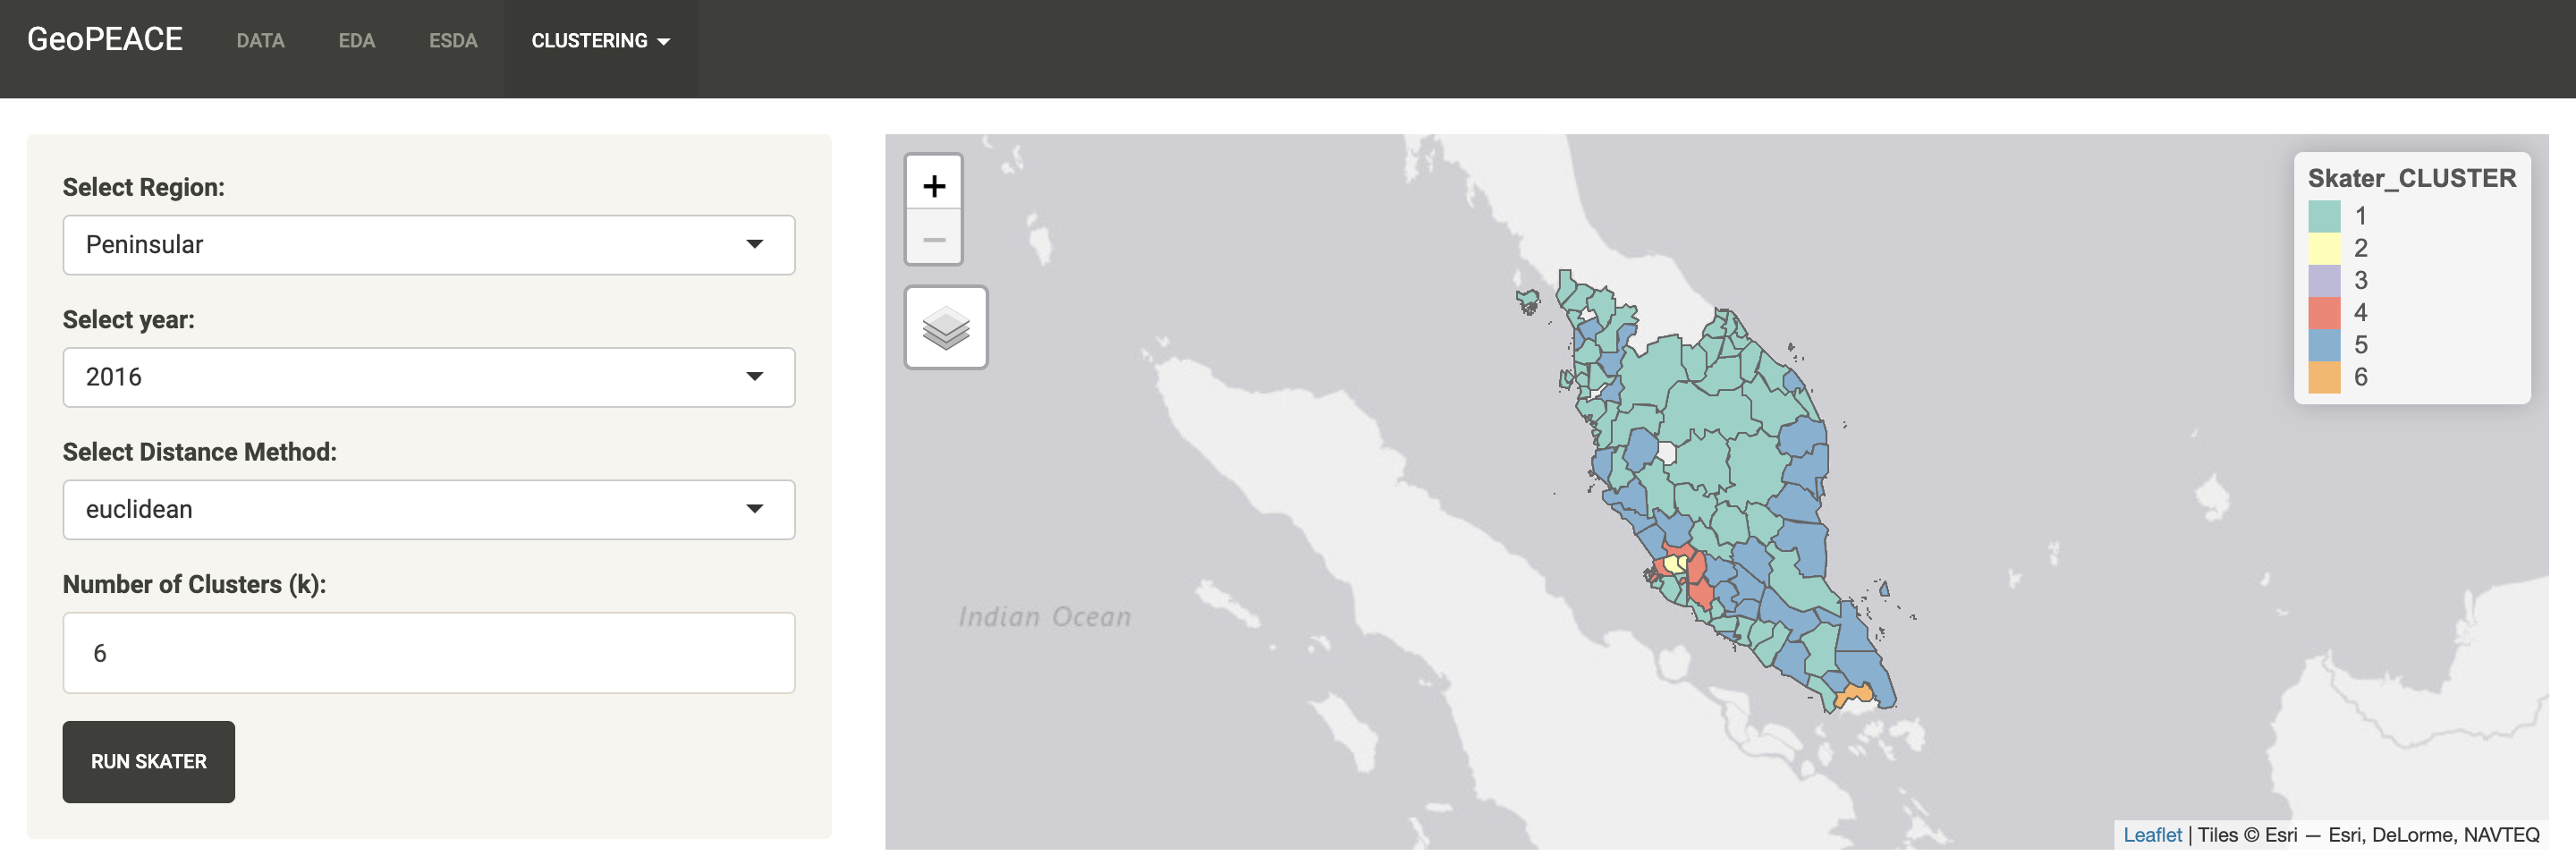 GeoPEACE DATA EDA ESDA CLUSTERING
Select Region:
Peninsular
Select year:
2016
Select Distance Method:
euclidean
Number of Clusters (k):
6
RUN SKATER
+
−
Indian Ocean
Skater_CLUSTER
1
2
3
4
5
6
Leaflet | Tiles © Esri — Esri, DeLorme, NAVTEQ